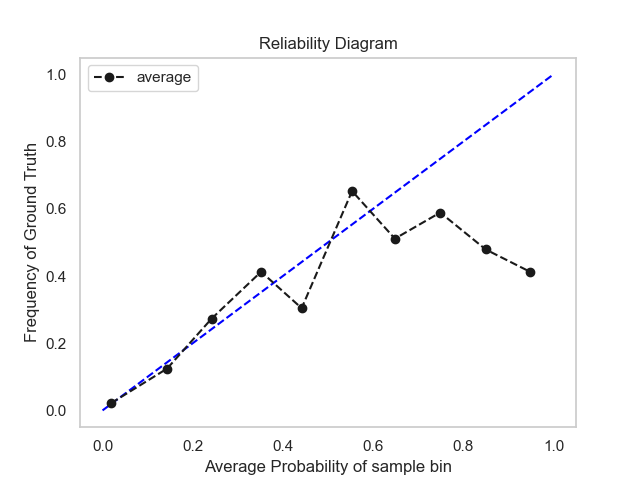 Reliability Diagram
average
Frequency of Ground Truth
1.0
0.8
0.6
0.4
0.2
0.0
0.0 0.2 0.4 0.6 0.8 1.0
Average Probability of sample bin